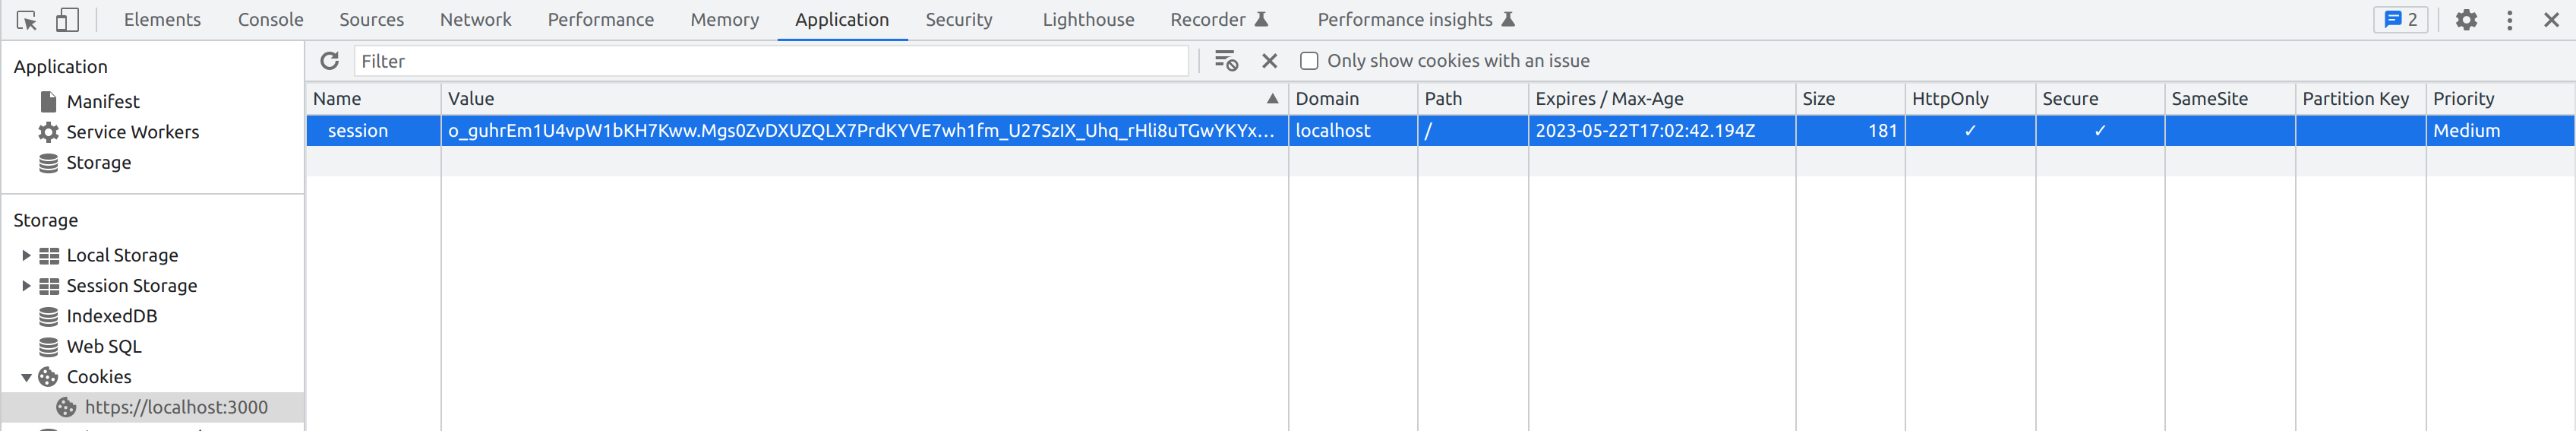 Elements Console Sources Network Performance Memory Application Security Lighthouse Recorder Performance insights 2
Application
Manifest
Service Workers
Storage
Storage
Local Storage
Session Storage
IndexedDB
Web SQL
Cookies
https://localhost:3000
Filter Only show cookies with an issue
Name Value Domain Path Expires / Max-Age Size HttpOnly Secure SameSite Partition Key Priority
session o_guhrEm1U4vpW1bKH7Kww.Mgs0ZvDXUZQLX7PrdKYVE7wh1fm_U27SzIX_Uhq_rHli8uTGwYKYx... localhost / 2023-05-22T17:02:42.194Z 181 ✓ ✓ Medium